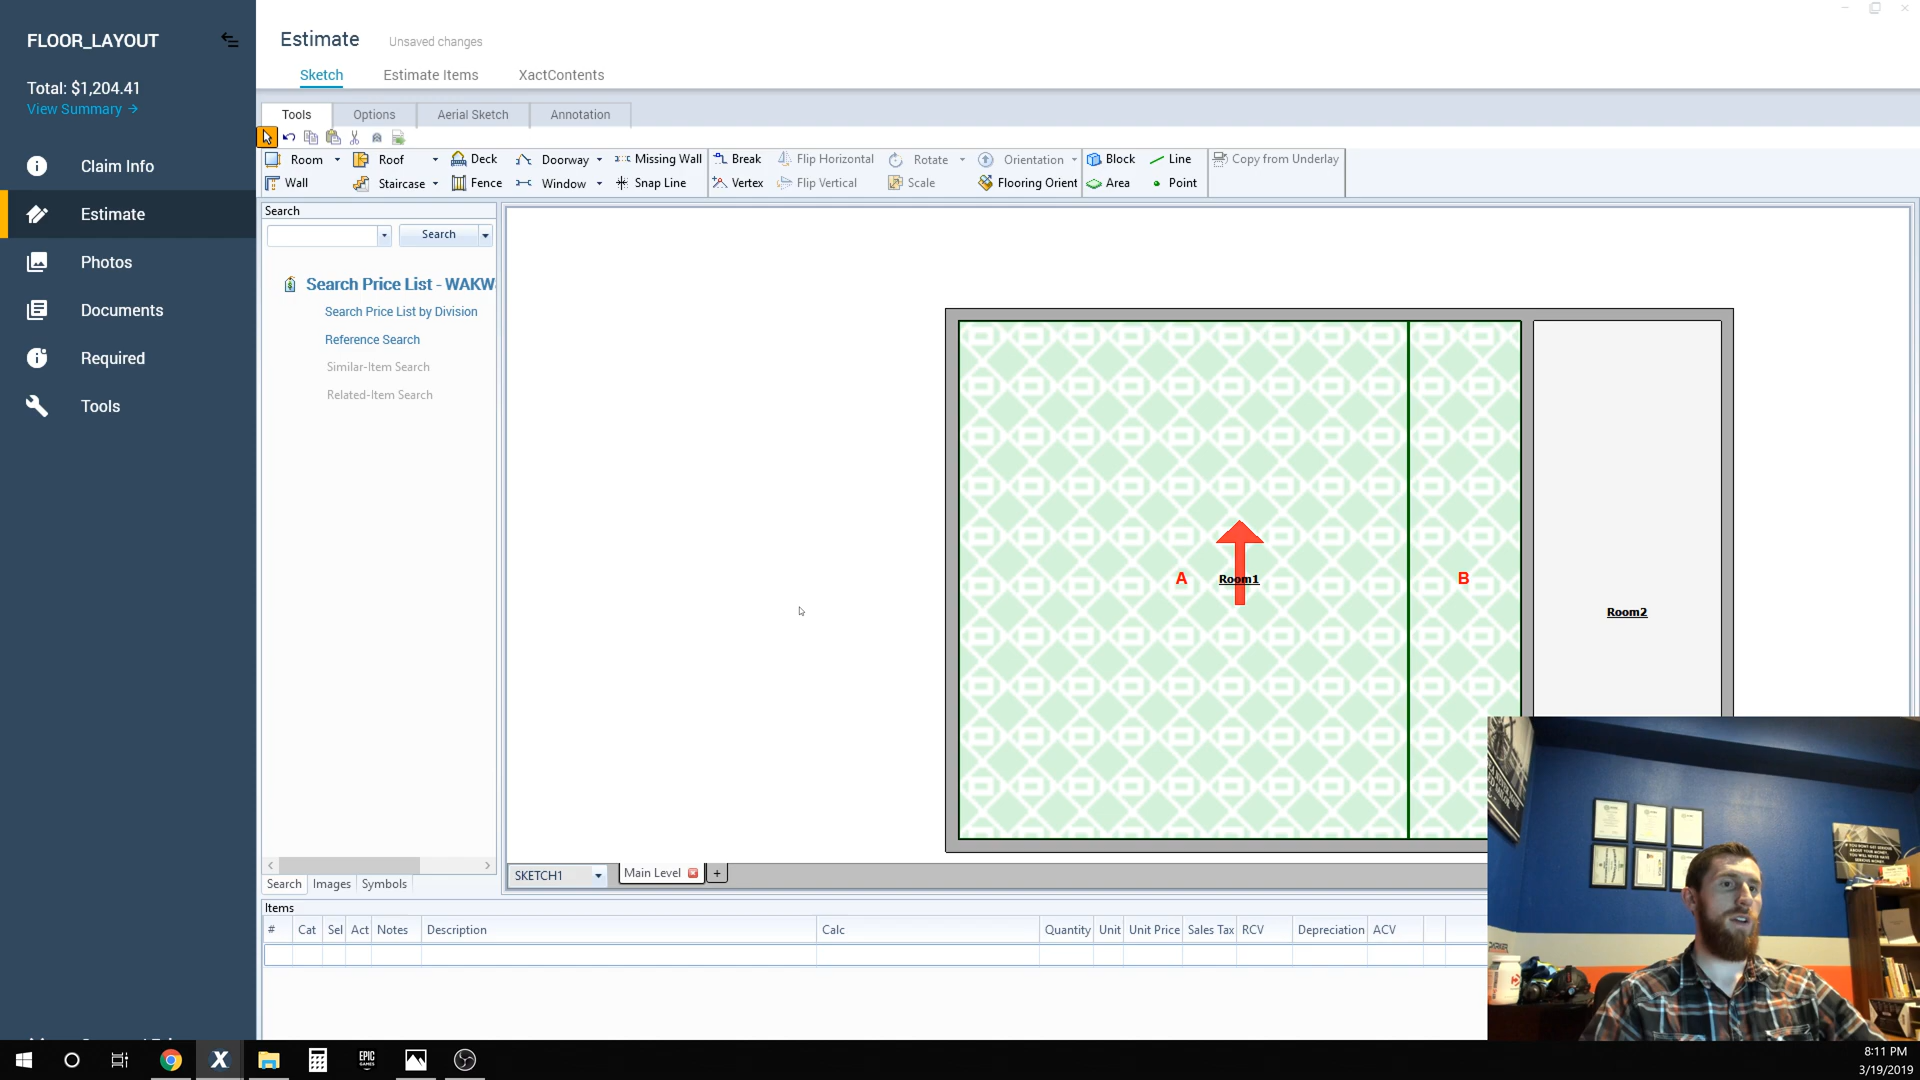 FLOOR_LAYOUT
Total: $1,204.41
View Summary →
Claim Info
Estimate
Photos
Documents
Required
Tools
Estimate Unsaved changes
Sketch Estimate Items XactContents
Tools Options Aerial Sketch Annotation
Room Roof Deck Doorway Missing Wall Break Flip Horizontal Rotate Orientation Block Line Copy from Underlay
Wall Staircase Fence Window Snap Line Vertex Flip Vertical Scale Flooring Orient Area Point
Search
Search
Search Price List - WAKW
Search Price List by Division
Reference Search
Similar-Item Search
Related-Item Search
A Room1 B
Room2
SKETCH1 Main Level +
Search Images Symbols
Items
# Cat Sel Act Notes Description Calc Quantity Unit Unit Price Sales Tax RCV Depreciation ACV
EPIC
GAMES
8:11 PM
3/19/2019